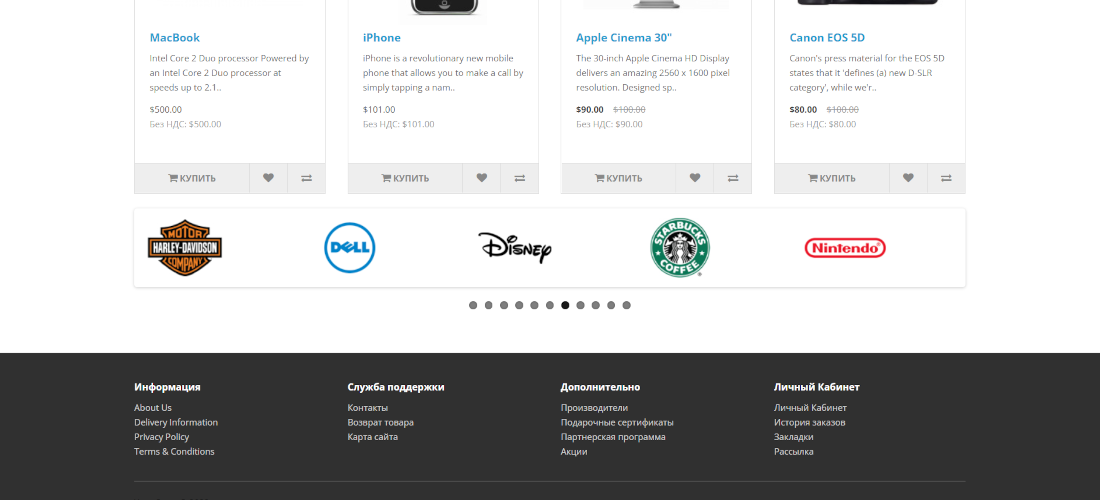 MacBook
Intel Core 2 Duo processor Powered by
an Intel Core 2 Duo processor at
speeds up to 2.1..
$500.00
Без НДС: $500.00
КУПИТЬ
iPhone
iPhone is a revolutionary new mobile
phone that allows you to make a call by
simply tapping a nam..
$101.00
Без НДС: $101.00
КУПИТЬ
Apple Cinema 30"
The 30-inch Apple Cinema HD Display
delivers an amazing 2560 x 1600 pixel
resolution. Designed sp..
$90.00 $100.00
Без НДС: $90.00
КУПИТЬ
Canon EOS 5D
Canon's press material for the EOS 5D
states that it 'defines (a) new D-SLR
category', while we'r..
$80.00 $100.00
Без НДС: $80.00
КУПИТЬ
MOTOR
HARLEY-DAVIDSON
COMPANY
DELL
Disney
STARBUCKS
COFFEE
Nintendo
Информация
About Us
Delivery Information
Privacy Policy
Terms & Conditions
Служба поддержки
Контакты
Возврат товара
Карта сайта
Дополнительно
Производители
Подарочные сертификаты
Партнерская программа
Акции
Личный Кабинет
Личный Кабинет
История заказов
Закладки
Рассылка